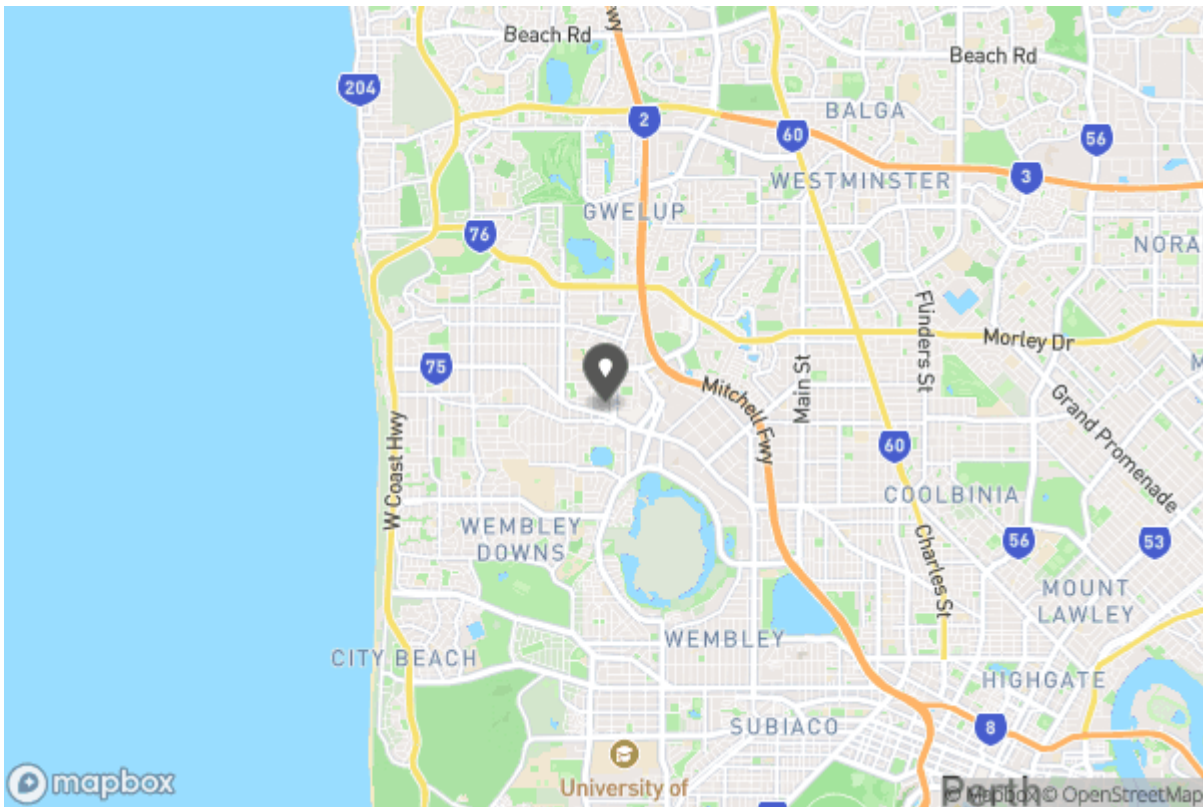 wy
Beach Rd
Beach Rd
204
2
60
BALGA
56
WESTMINSTER
3
GWELUP
76
NORA
Flinders St
Morley Dr
75
Main St
Mitchell Fwy
Grand Promenade
W Coast Hwy
60
COOLBINIA
WEMBLEY
DOWNS
56
53
Charles St
MOUNT
LAWLEY
WEMBLEY
CITY BEACH
HIGHGATE
SUBIACO
8
University of
Perth
mapbox
© Mapbox © OpenStreetMap